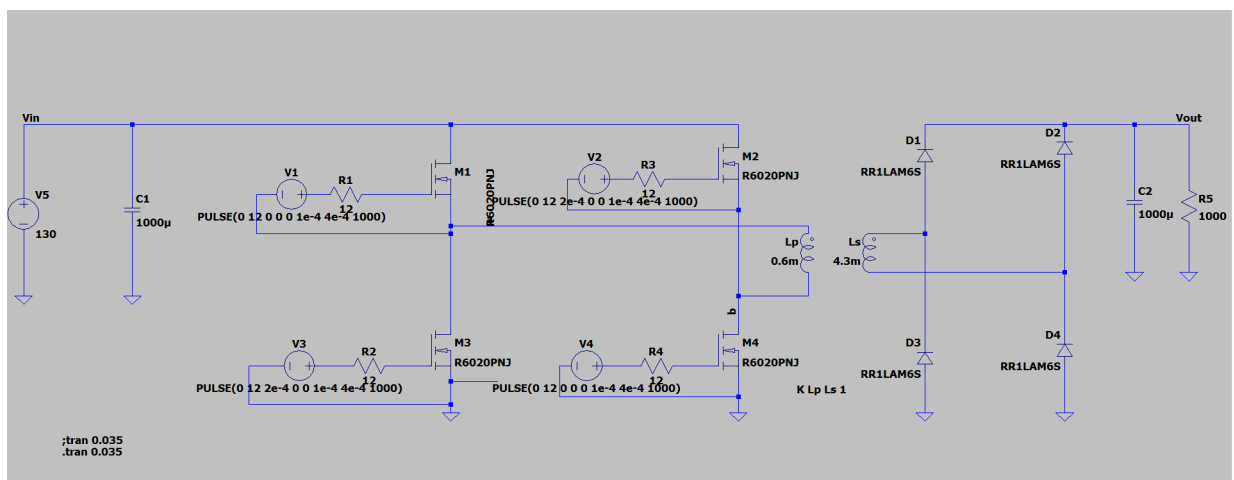 Vin
Vout
V5
130
C1
1000µ
V1
R1
12
PULSE(0 12 0 0 0 1e-4 4e-4 1000)
M1
R6020PNJ
V2
R3
12
PULSE(0 12 2e-4 0 0 1e-4 4e-4 1000)
M2
R6020PNJ
Lp
0.6m
Ls
4.3m
D1
RR1LAM6S
D2
RR1LAM6S
C2
1000µ
R5
1000
V3
R2
12
PULSE(0 12 2e-4 0 0 1e-4 4e-4 1000)
M3
R6020PNJ
b
V4
R4
12
PULSE(0 12 0 0 0 1e-4 4e-4 1000)
M4
R6020PNJ
K Lp Ls 1
D3
RR1LAM6S
D4
RR1LAM6S
;tran 0.035
.tran 0.035